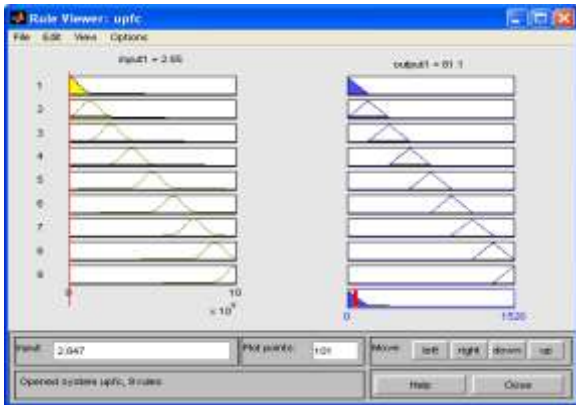 Rule Viewer: upfc
File Edit View Options
input1 = 2.65
output1 = 81.1
1
2
3
4
5
6
7
8
9
0 10
0 1520
Input: 2.647
Plot points: 101
Move: left right down up
Opened system upfc, 9 rules
Help Close